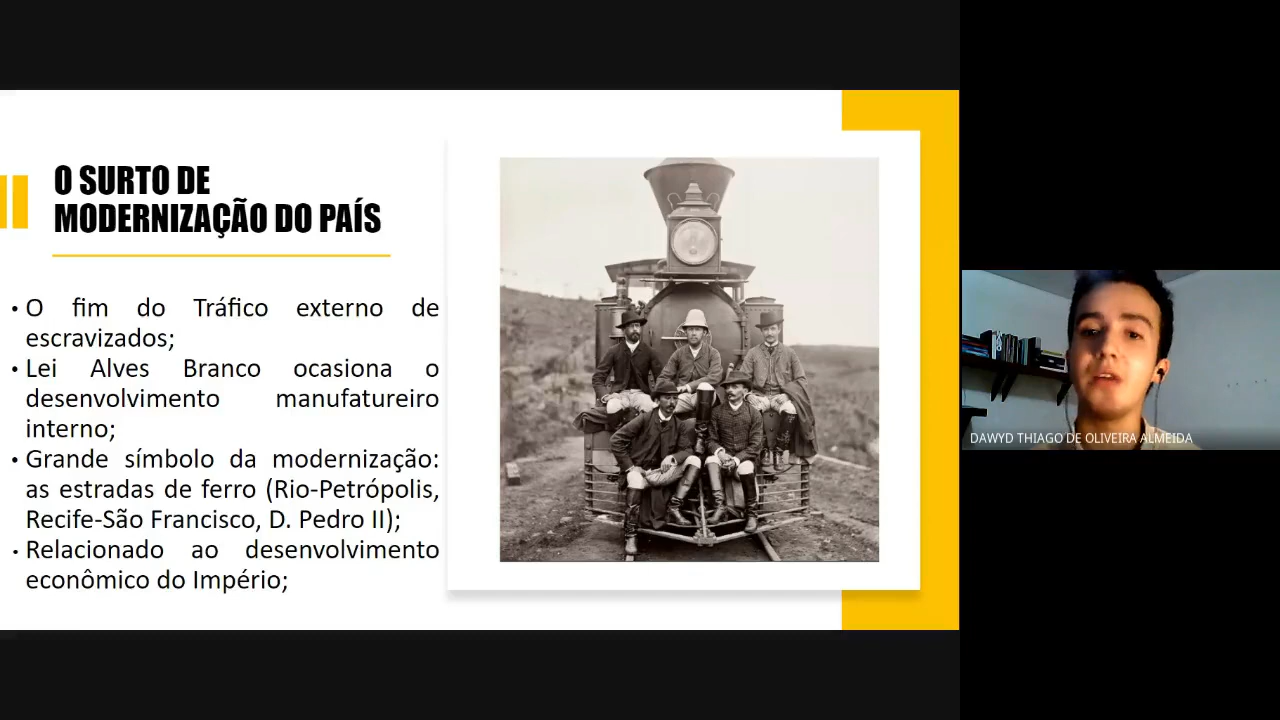 O SURTO DE
MODERNIZAÇÃO DO PAÍS
• O fim do Tráfico externo de
escravizados;
• Lei Alves Branco ocasiona o
desenvolvimento manufatureiro
interno;
• Grande símbolo da modernização:
as estradas de ferro (Rio-Petrópolis,
Recife-São Francisco, D. Pedro II);
• Relacionado ao desenvolvimento
econômico do Império;
DAWYD THIAGO DE OLIVEIRA ALMEIDA